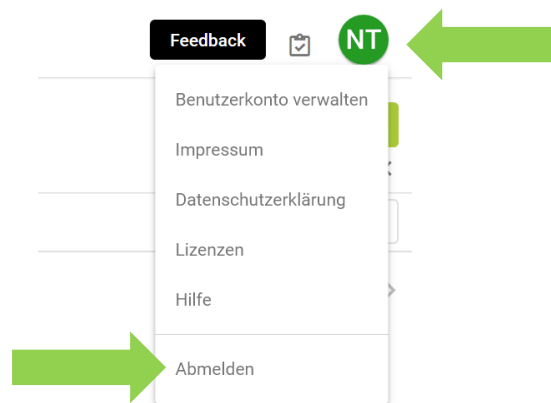 Feedback
NT
Benutzerkonto verwalten
Impressum
Datenschutzerklärung
Lizenzen
Hilfe
Abmelden